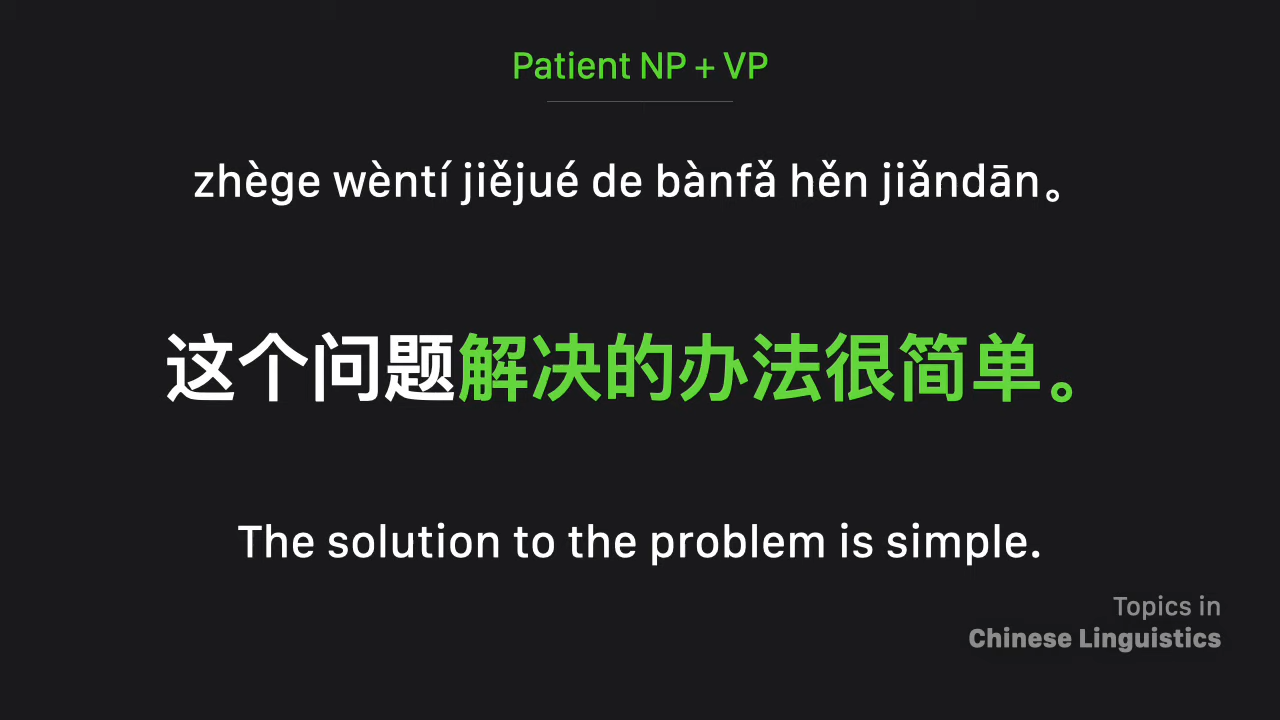 Patient NP + VP
zhège wèntí jiějué de bànfǎ hěn jiǎndān。
这个问题解决的办法很简单。
The solution to the problem is simple.
Topics in
Chinese Linguistics